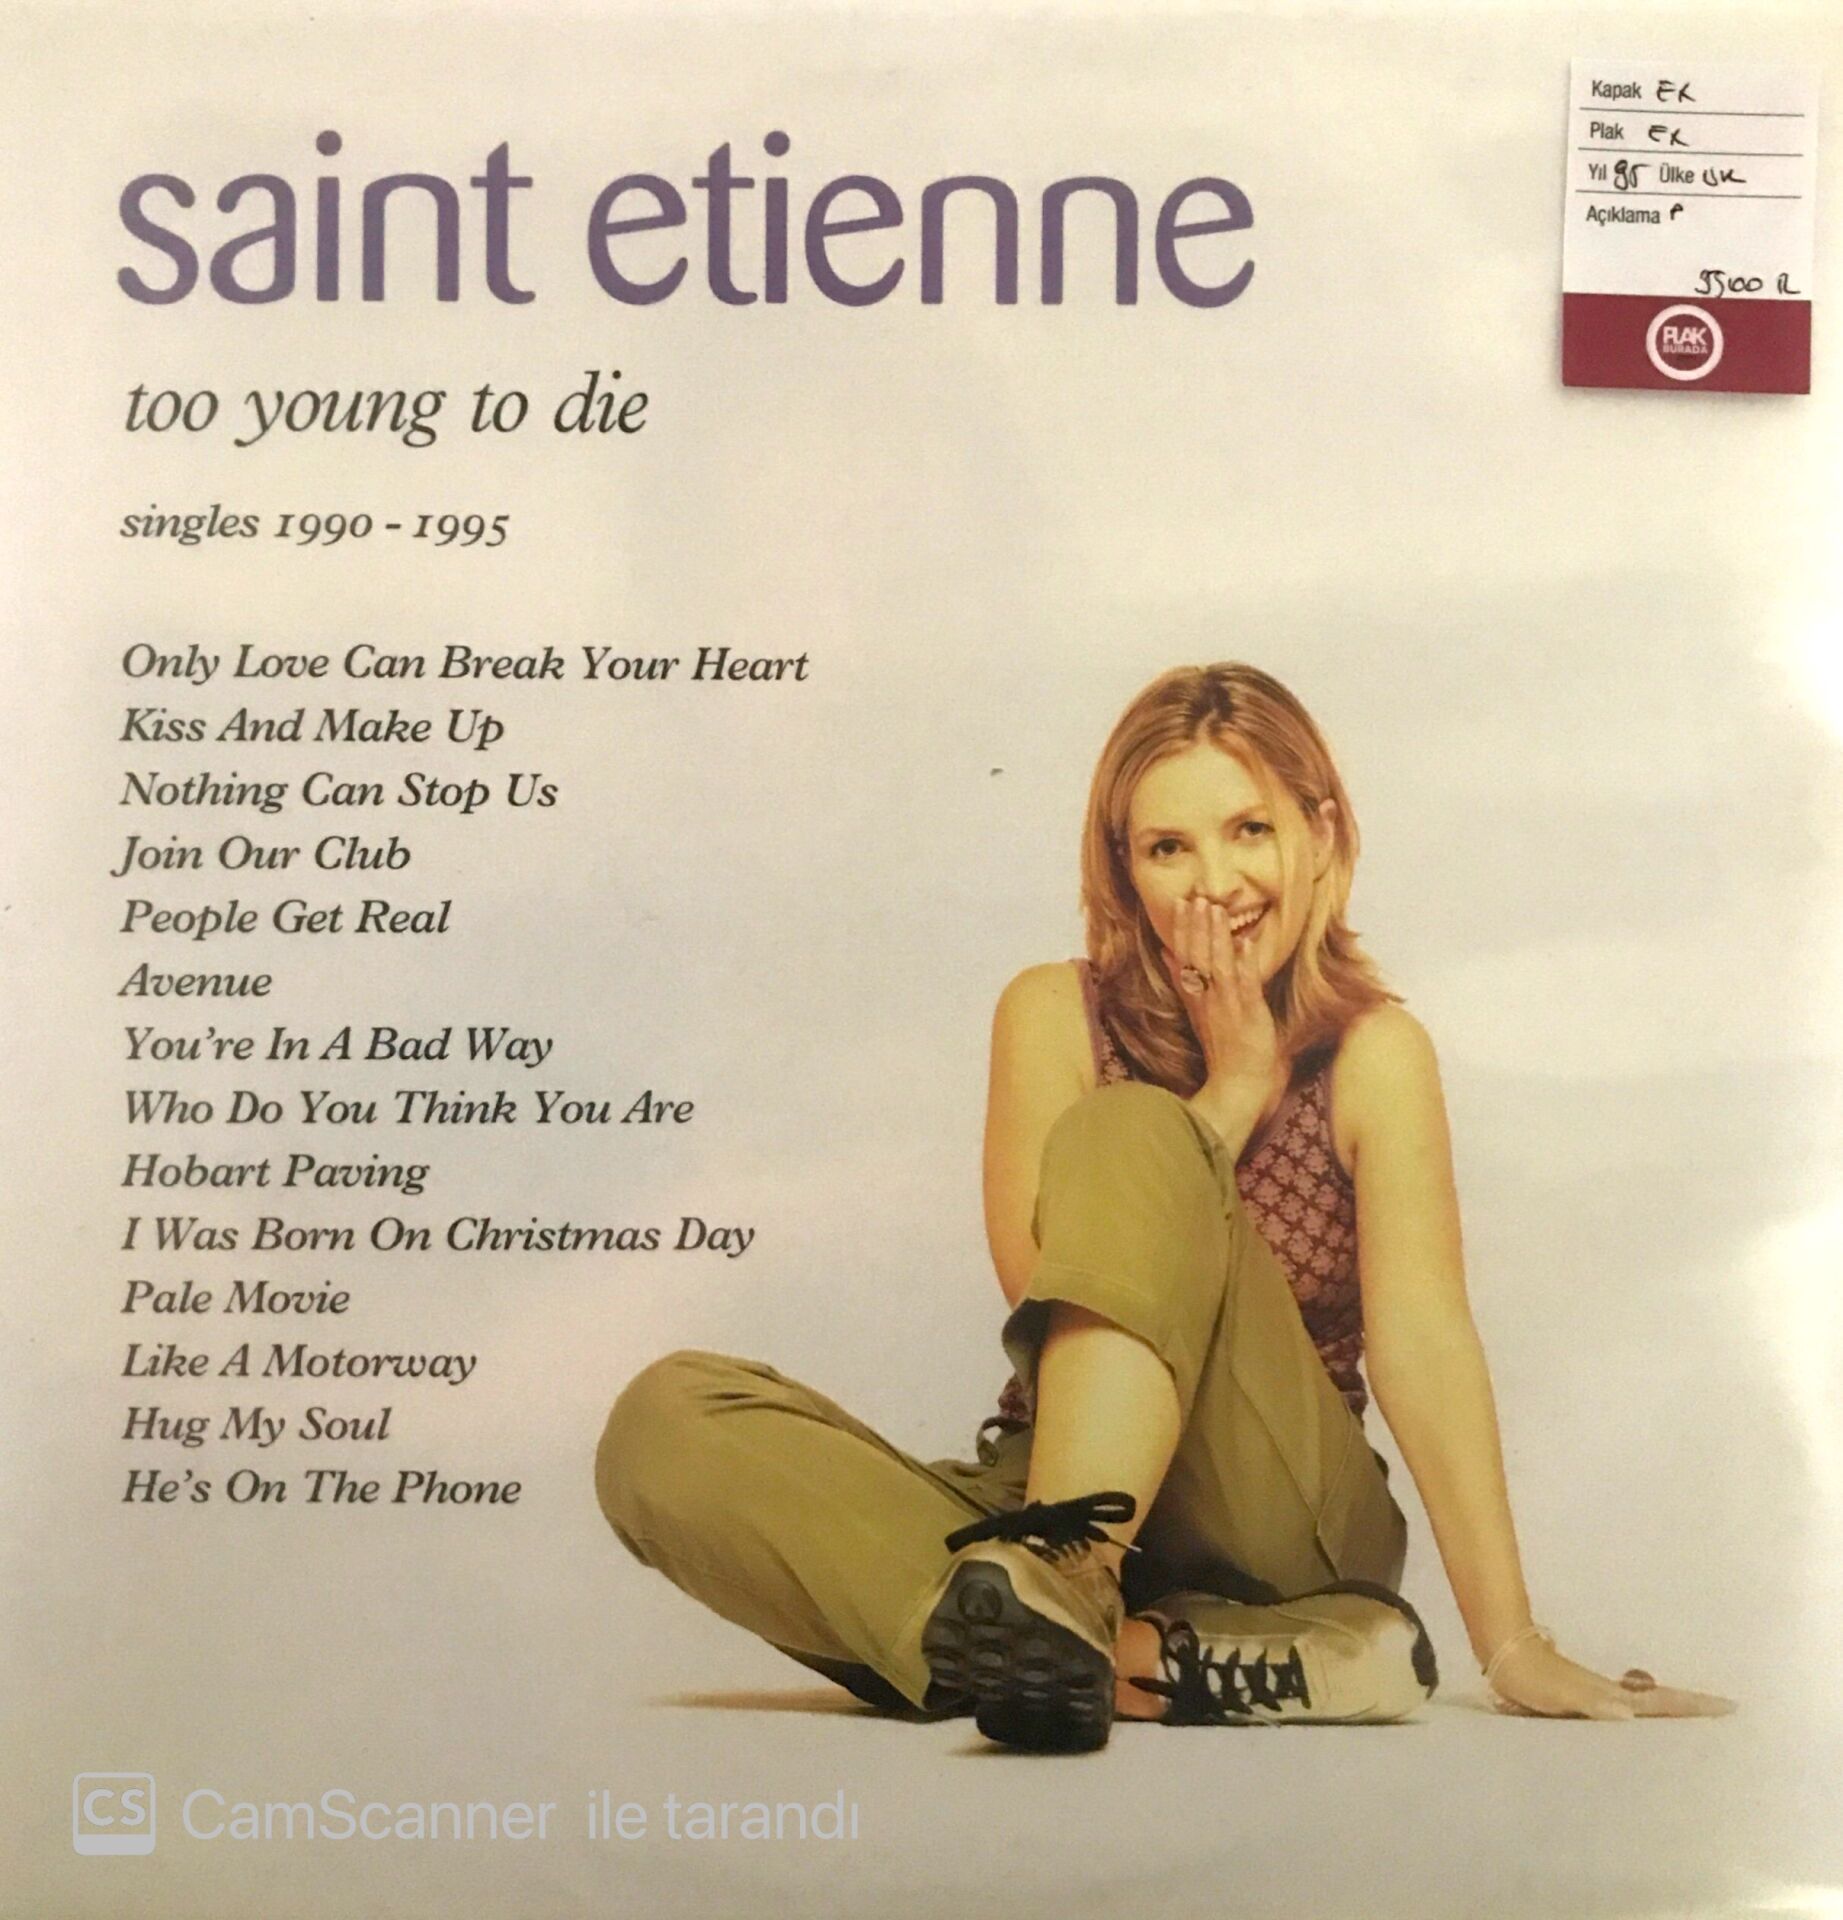 saint etienne
too young to die
singles 1990 - 1995
Only Love Can Break Your Heart
Kiss And Make Up
Nothing Can Stop Us
Join Our Club
People Get Real
Avenue
You're In A Bad Way
Who Do You Think You Are
Hobart Paving
I Was Born On Christmas Day
Pale Movie
Like A Motorway
Hug My Soul
He's On The Phone
Kapak EX
Plak EX
Yıl 95 Ülke UK
Açıklama
PLAK
BURADA
CS CamScanner ile tarandı